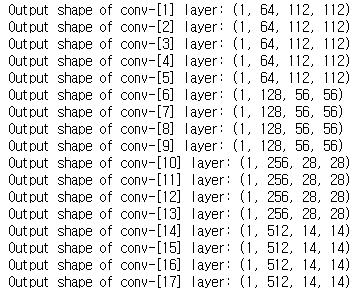 Output shape of conv-[1] layer: (1, 64, 112, 112)
Output shape of conv-[2] layer: (1, 64, 112, 112)
Output shape of conv-[3] layer: (1, 64, 112, 112)
Output shape of conv-[4] layer: (1, 64, 112, 112)
Output shape of conv-[5] layer: (1, 64, 112, 112)
Output shape of conv-[6] layer: (1, 128, 56, 56)
Output shape of conv-[7] layer: (1, 128, 56, 56)
Output shape of conv-[8] layer: (1, 128, 56, 56)
Output shape of conv-[9] layer: (1, 128, 56, 56)
Output shape of conv-[10] layer: (1, 256, 28, 28)
Output shape of conv-[11] layer: (1, 256, 28, 28)
Output shape of conv-[12] layer: (1, 256, 28, 28)
Output shape of conv-[13] layer: (1, 256, 28, 28)
Output shape of conv-[14] layer: (1, 512, 14, 14)
Output shape of conv-[15] layer: (1, 512, 14, 14)
Output shape of conv-[16] layer: (1, 512, 14, 14)
Output shape of conv-[17] layer: (1, 512, 14, 14)